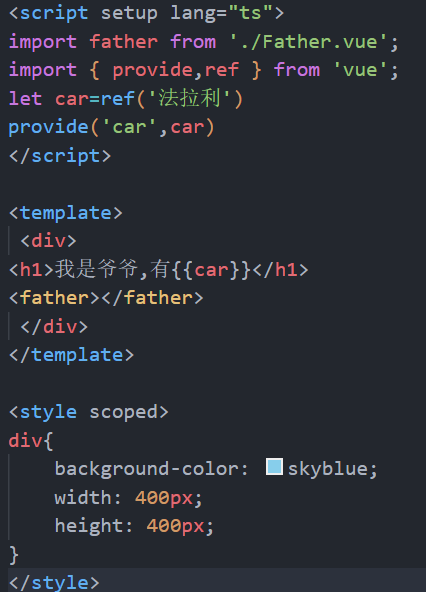 <script setup lang="ts">
import father from './Father.vue';
import { provide,ref } from 'vue';
let car=ref('法拉利')
provide('car',car)
</script>

<template>
 <div>
<h1>我是爷爷,有{{car}}</h1>
<father></father>
 </div>
</template>

<style scoped>
div{
    background-color: skyblue;
    width: 400px;
    height: 400px;
}
</style>